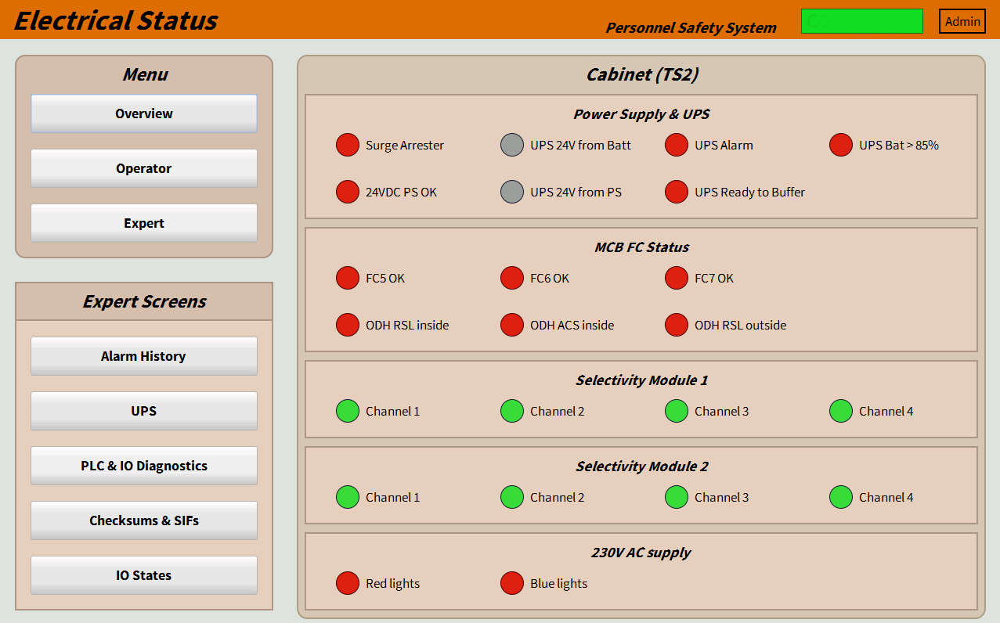 Electrical Status
Personnel Safety System
Admin
Menu
Overview
Operator
Expert
Expert Screens
Alarm History
UPS
PLC & IO Diagnostics
Checksums & SIFs
IO States
Cabinet (TS2)
Power Supply & UPS
Surge Arrester UPS 24V from Batt UPS Alarm UPS Bat > 85%
24VDC PS OK UPS 24V from PS UPS Ready to Buffer
MCB FC Status
FC5 OK FC6 OK FC7 OK
ODH RSL inside ODH ACS inside ODH RSL outside
Selectivity Module 1
Channel 1 Channel 2 Channel 3 Channel 4
Selectivity Module 2
Channel 1 Channel 2 Channel 3 Channel 4
230V AC supply
Red lights Blue lights